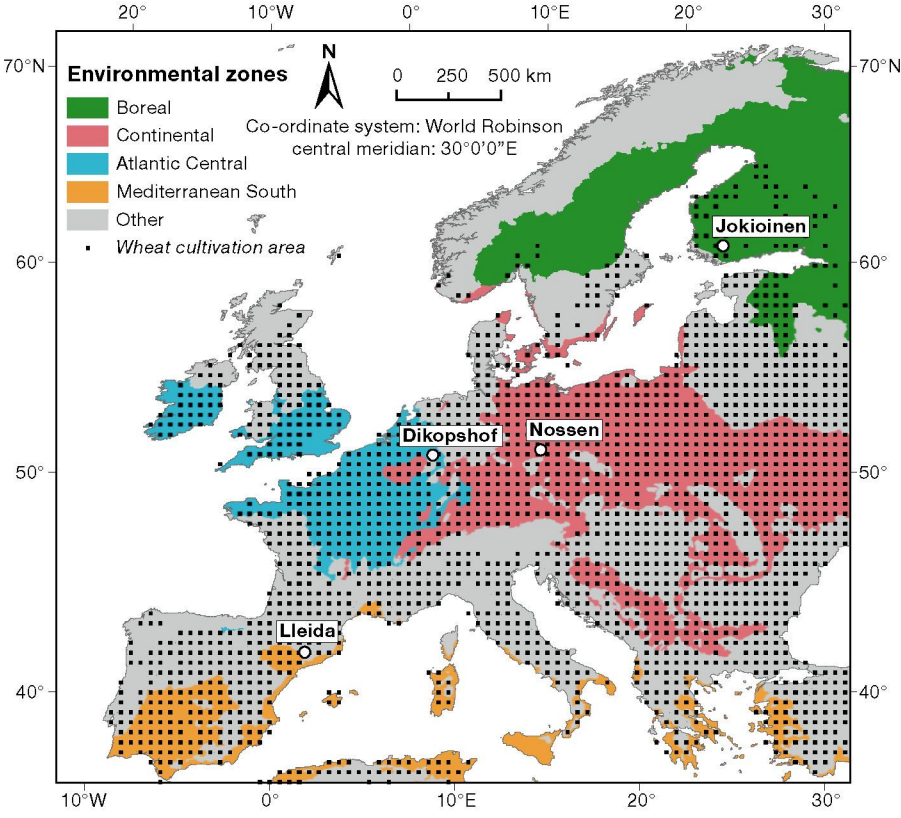 20° 10°W 0° 10°E 20° 30°
70°N 70°N
N
Environmental zones
Boreal
Continental
Atlantic Central
Mediterranean South
Other
Wheat cultivation area
0 250 500 km
Co-ordinate system: World Robinson
central meridian: 30°0'0"E
Jokioinen
60° 60°
Dikopshof
Nossen
50° 50°
Lleida
40° 40°
10°W 0° 10°E 20° 30°